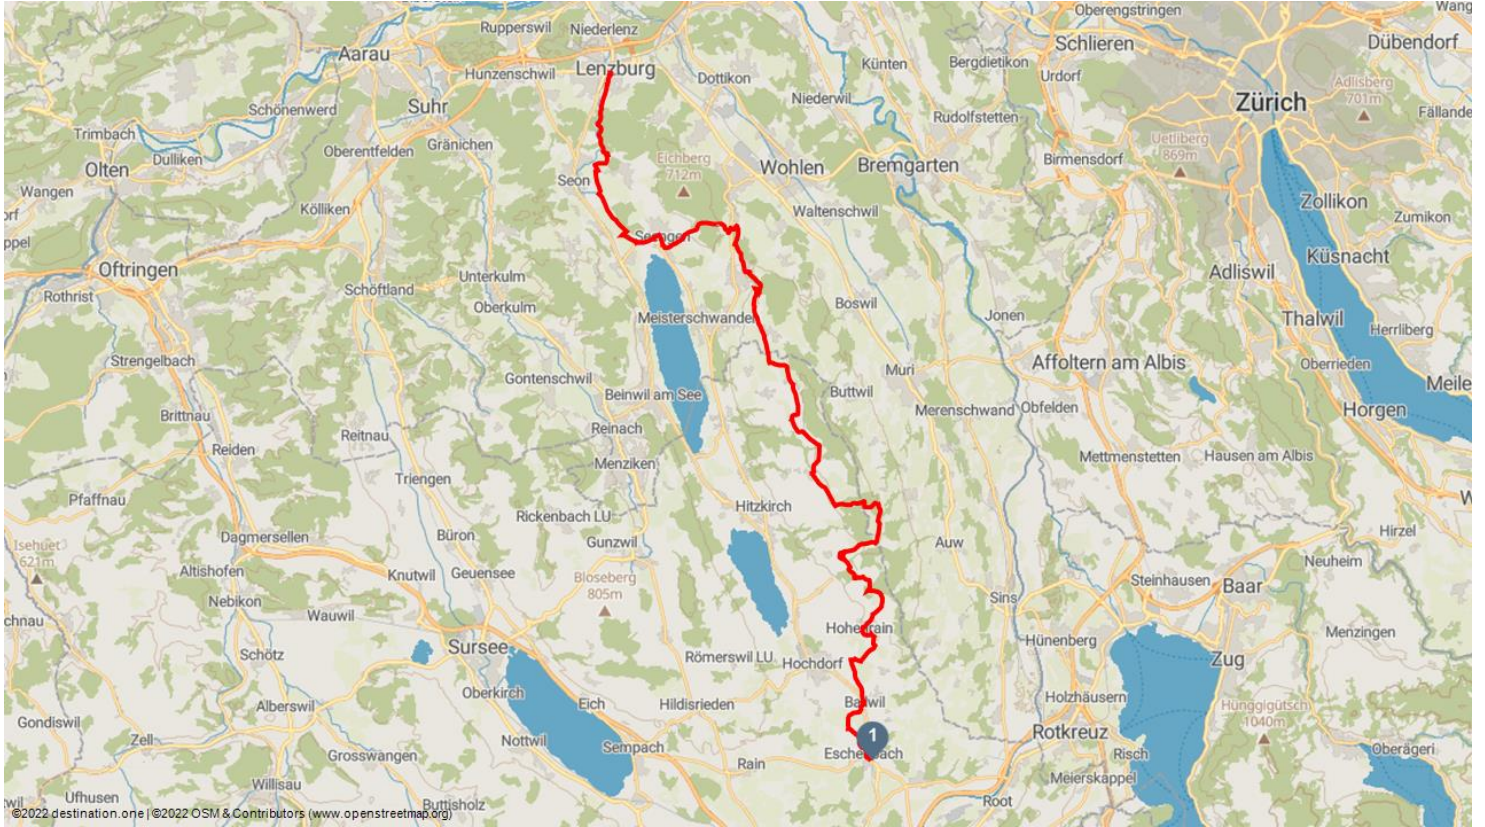 Oberengstringen
Wang
Rupperswil
Niederlenz
Aarau
Schlieren
Dübendorf
Künten
Bergdietikon
Hunzenschwil
Lenzburg
Dottikon
Urdorf
Adlisberg
701m
Schönenwerd
Suhr
Niederwil
Zürich
Fällande
Trimbach
Rudolfstetten
Oberentfelden
Gränichen
Uetliberg
869m
Dulliken
Eichberg
712m
Birmensdorf
Olten
Wohlen
Bremgarten
Seon
Wangen
Zollikon
Kölliken
Waltenschwil
Zumikon
orf
ppel
Küsnacht
Oftringen
Unterkulm
Adliswil
Rothrist
Schöftland
Oberkulm
Boswil
Jonen
Meisterschwanden
Thalwil
Herrliberg
Strengelbach
Affoltern am Albis
Oberrieden
Muri
Gontenschwil
Buttwil
Meile
Beinwil am See
Merenschwand
Obfelden
Horgen
Brittnau
Reitnau
Reinach
Reiden
Mettmenstetten
Hausen am Albis
Menziken
Triengen
Pfaffnau
W
Hitzkirch
Rickenbach LU
Hirzel
Dagmersellen
Büron
Gunzwil
Auw
Isehuet
621m
Neuheim
Altishofen
Knutwil
Geuensee
Bloseberg
805m
Steinhausen
Baar
Nebikon
Sins
Wauwil
chnau
Hohenrain
Menzingen
Hünenberg
Sursee
Schötz
Römerswil LU
Hochdorf
Zug
Oberkirch
Holzhäusern
Alberswil
Eich
Hildisrieden
Ballwil
Hünggigütsch
1040m
Gondiswil
Rotkreuz
1
Zell
Nottwil
Sempach
Eschenbach
Risch
Oberägeri
Grosswangen
Rain
Meierskappel
Willisau
Ufhusen
Buttisholz
Root
wil
©2022 destination.one | ©2022 OSM & Contributors (www.openstreetmap.org)